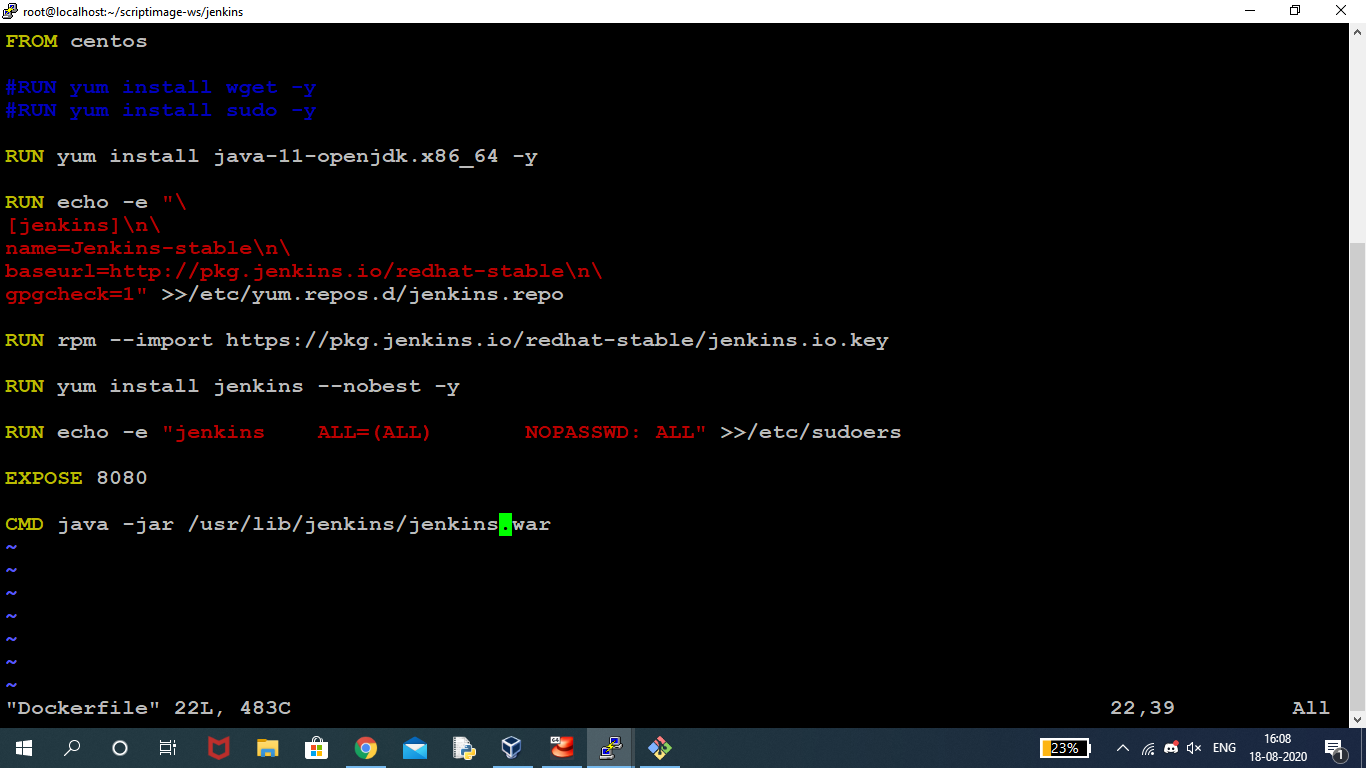 root@localhost:~/scriptimage-ws/jenkins
FROM centos
#RUN yum install wget -y
#RUN yum install sudo -y
RUN yum install java-11-openjdk.x86_64 -y
RUN echo -e "\
[jenkins]\n\
name=Jenkins-stable\n\
baseurl=http://pkg.jenkins.io/redhat-stable\n\
gpgcheck=1" >>/etc/yum.repos.d/jenkins.repo
RUN rpm --import https://pkg.jenkins.io/redhat-stable/jenkins.io.key
RUN yum install jenkins --nobest -y
RUN echo -e "jenkins    ALL=(ALL)       NOPASSWD: ALL" >>/etc/sudoers
EXPOSE 8080
CMD java -jar /usr/lib/jenkins/jenkins.war
~
~
~
~
~
~
~
"Dockerfile" 22L, 483C 22,39 All
23% ENG 16:08
18-08-2020 1